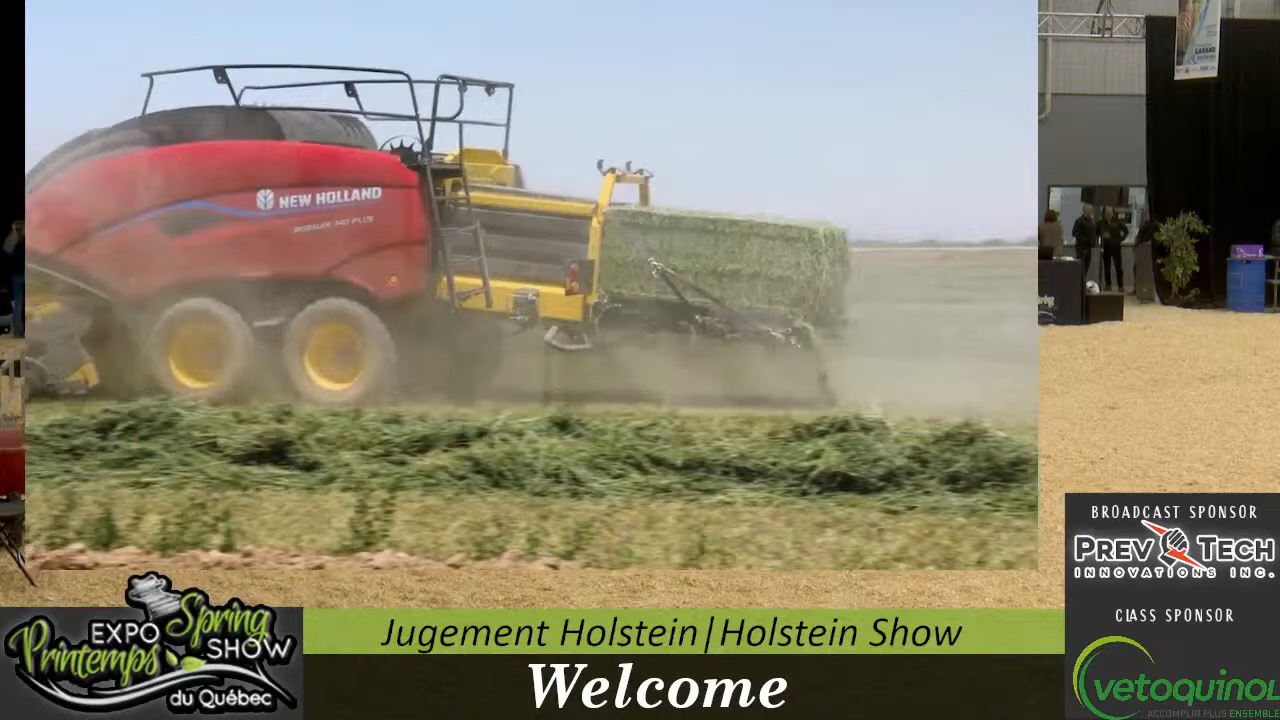 NEW HOLLAND
BIGBALER 340 PLUS
BROADCAST SPONSOR
PREV TECH
INNOVATIONS INC.
CLASS SPONSOR
vetoquinol
ACCOMPLIR PLUS ENSEMBLE
EXPO
Printemps
Spring
SHOW
du Québec
Jugement Holstein|Holstein Show
Welcome